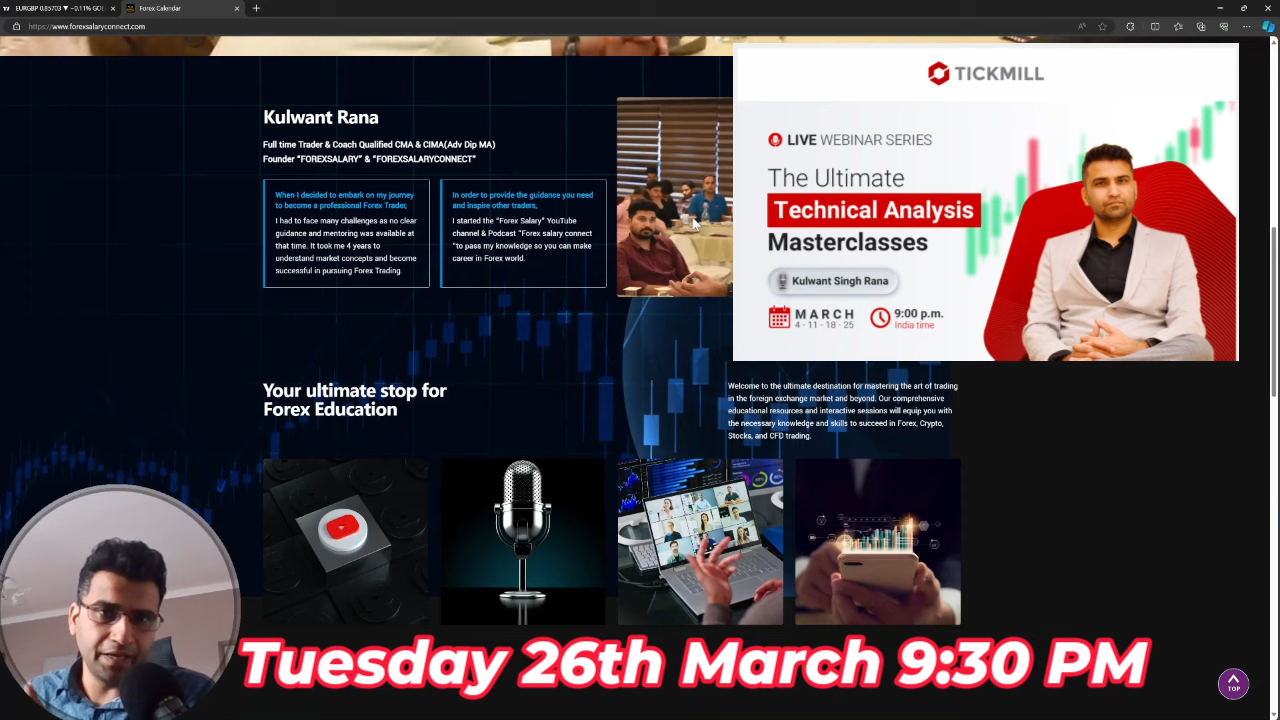 EURGBP 0.85703 ▼ −0.11% GOL
Forex Calendar
https://www.forexsalaryconnect.com
Kulwant Rana
Full time Trader & Coach Qualified CMA & CIMA(Adv Dip MA)
Founder “FOREXSALARY” & “FOREXSALARYCONNECT”
When I decided to embark on my journey
to become a professional Forex Trader,
I had to face many challenges as no clear
guidance and mentoring was available at
that time. It took me 4 years to
understand market concepts and become
successful in pursuing Forex Trading.
In order to provide the guidance you need
and inspire other traders,
I started the “Forex Salary” YouTube
channel & Podcast “Forex salary connect
“to pass my knowledge so you can make
career in Forex world.
TICKMILL
LIVE WEBINAR SERIES
The Ultimate
Technical Analysis
Masterclasses
Kulwant Singh Rana
MARCH
4 - 11 - 18 - 25
9:00 p.m.
India time
Your ultimate stop for
Forex Education
Welcome to the ultimate destination for mastering the art of trading
in the foreign exchange market and beyond. Our comprehensive
educational resources and interactive sessions will equip you with
the necessary knowledge and skills to succeed in Forex, Crypto,
Stocks, and CFD trading.
Tuesday 26th March 9:30 PM
TOP